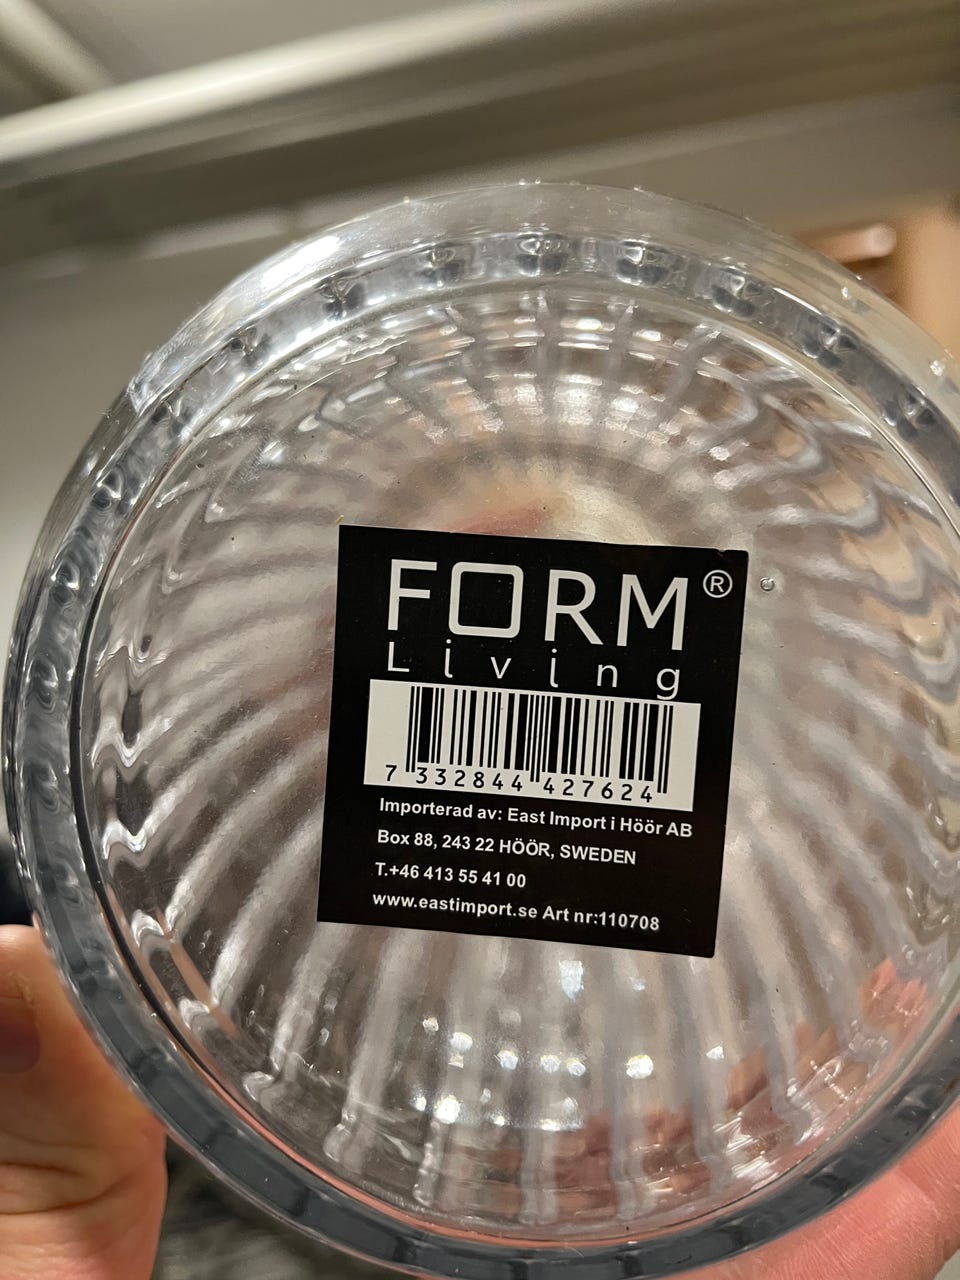 FORM®
Living
7 332844 427624
Importerad av: East Import i Höör AB
Box 88, 243 22 HÖÖR, SWEDEN
T.+46 413 55 41 00
www.eastimport.se Art nr:110708